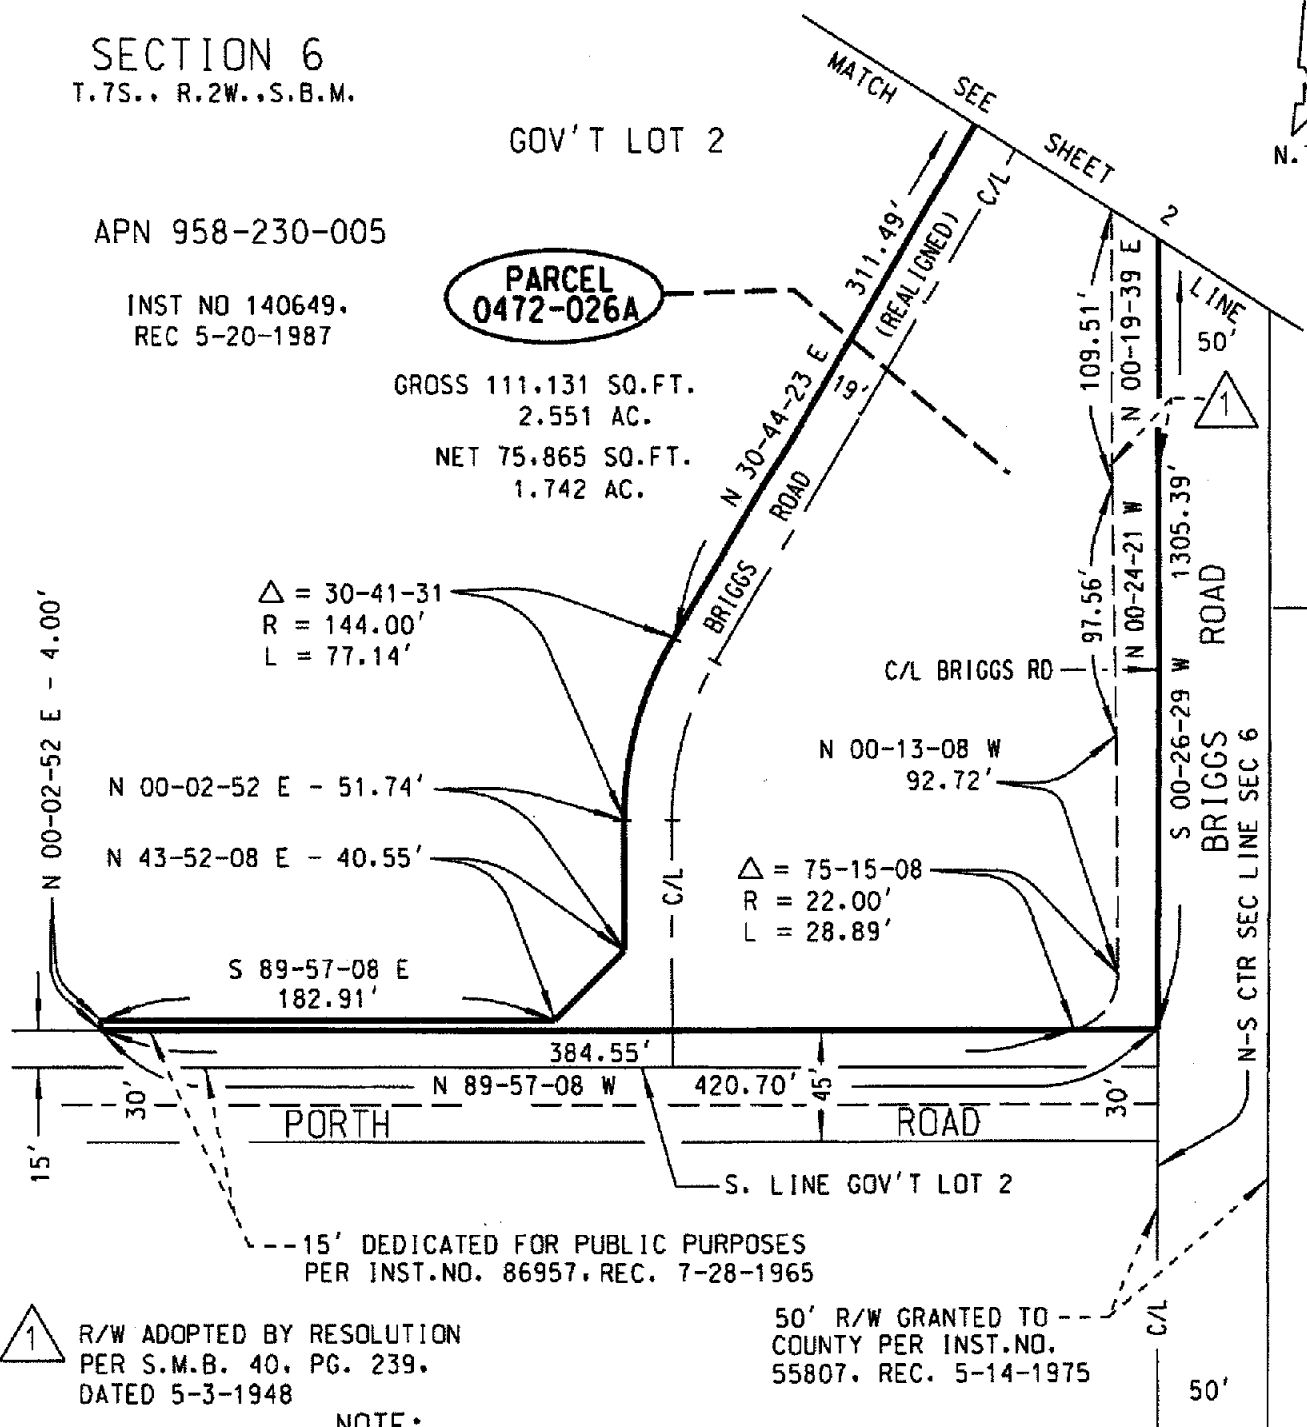 SECTION 6
T.7S., R.2W.,S.B.M.
GOV'T LOT 2
MATCH
SEE
SHEET
2
LINE
N.
APN 958-230-005
INST NO 140649,
REC 5-20-1987
PARCEL
0472-026A
GROSS 111,131 SQ.FT.
2.551 AC.
NET 75,865 SQ.FT.
1.742 AC.
N 30-44-23 E
311.49'
(REALIGNED)
C/L
19'
BRIGGS ROAD
109.51'
N 00-19-39 E
50'
1
97.56'
N 00-24-21 W
S 00-26-29 W
1305.39'
BRIGGS ROAD
N-S CTR SEC LINE SEC 6
C/L BRIGGS RD
△ = 30-41-31
R = 144.00'
L = 77.14'
N 00-02-52 E - 4.00'
N 00-13-08 W
92.72'
N 00-02-52 E - 51.74'
N 43-52-08 E - 40.55'
C/L
△ = 75-15-08
R = 22.00'
L = 28.89'
S 89-57-08 E
182.91'
384.55'
N 89-57-08 W 420.70'
30'
45'
30'
15'
PORTH ROAD
S. LINE GOV'T LOT 2
15' DEDICATED FOR PUBLIC PURPOSES
PER INST.NO. 86957, REC. 7-28-1965
1
R/W ADOPTED BY RESOLUTION
PER S.M.B. 40, PG. 239,
DATED 5-3-1948
50' R/W GRANTED TO
COUNTY PER INST.NO.
55807, REC. 5-14-1975
C/L
50'
NOTE: